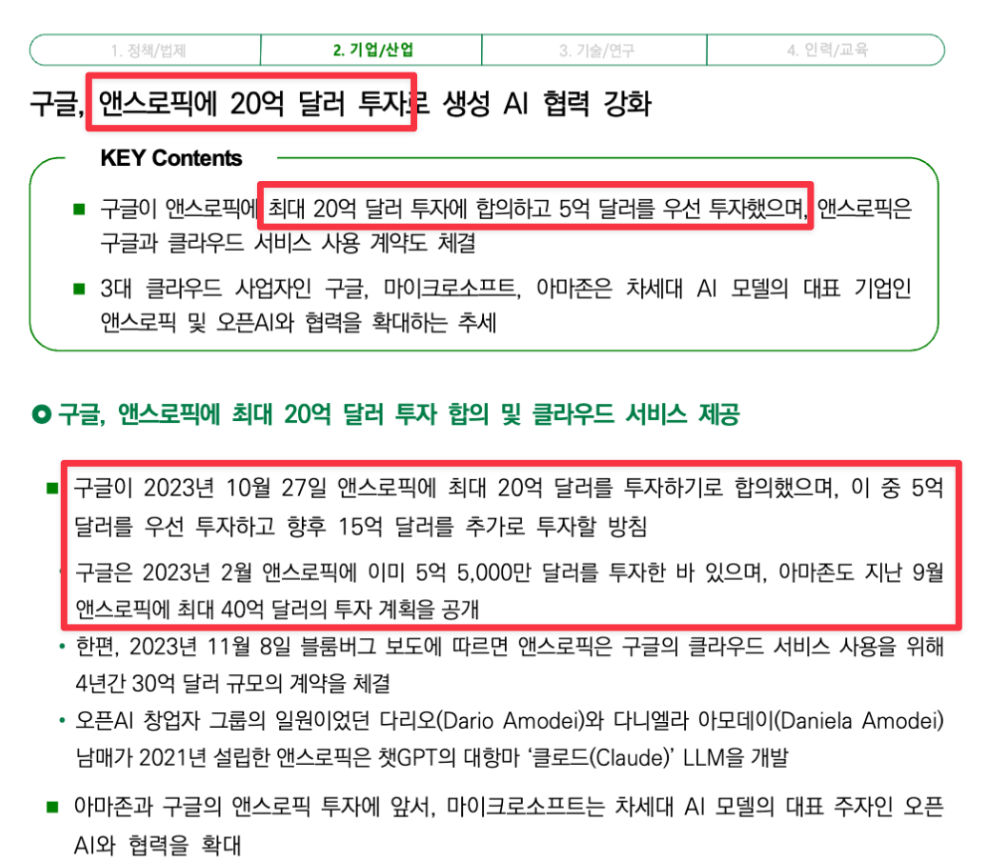 1. 정책/법제 2. 기업/산업 3. 기술/연구 4. 인력/교육
구글, 앤스로픽에 20억 달러 투자로 생성 AI 협력 강화
KEY Contents
■ 구글이 앤스로픽에 최대 20억 달러 투자에 합의하고 5억 달러를 우선 투자했으며, 앤스로픽은
구글과 클라우드 서비스 사용 계약도 체결
■ 3대 클라우드 사업자인 구글, 마이크로소프트, 아마존은 차세대 AI 모델의 대표 기업인
앤스로픽 및 오픈AI와 협력을 확대하는 추세
구글, 앤스로픽에 최대 20억 달러 투자 합의 및 클라우드 서비스 제공
■ 구글이 2023년 10월 27일 앤스로픽에 최대 20억 달러를 투자하기로 합의했으며, 이 중 5억
달러를 우선 투자하고 향후 15억 달러를 추가로 투자할 방침
• 구글은 2023년 2월 앤스로픽에 이미 5억 5,000만 달러를 투자한 바 있으며, 아마존도 지난 9월
앤스로픽에 최대 40억 달러의 투자 계획을 공개
• 한편, 2023년 11월 8일 블룸버그 보도에 따르면 앤스로픽은 구글의 클라우드 서비스 사용을 위해
4년간 30억 달러 규모의 계약을 체결
• 오픈AI 창업자 그룹의 일원이었던 다리오(Dario Amodei)와 다니엘라 아모데이(Daniela Amodei)
남매가 2021년 설립한 앤스로픽은 챗GPT의 대항마 ‘클로드(Claude)’ LLM을 개발
■ 아마존과 구글의 앤스로픽 투자에 앞서, 마이크로소프트는 차세대 AI 모델의 대표 주자인 오픈
AI와 협력을 확대